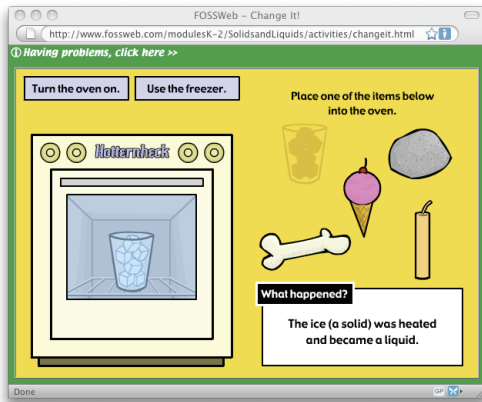 FOSSWeb – Change It!
http://www.fossweb.com/modulesK-2/SolidsandLiquids/activities/changeit.html
Having problems, click here >>
Turn the oven on.
Use the freezer.
Place one of the items below
into the oven.
Hotternheck
What happened?
The ice (a solid) was heated
and became a liquid.
Done
GP